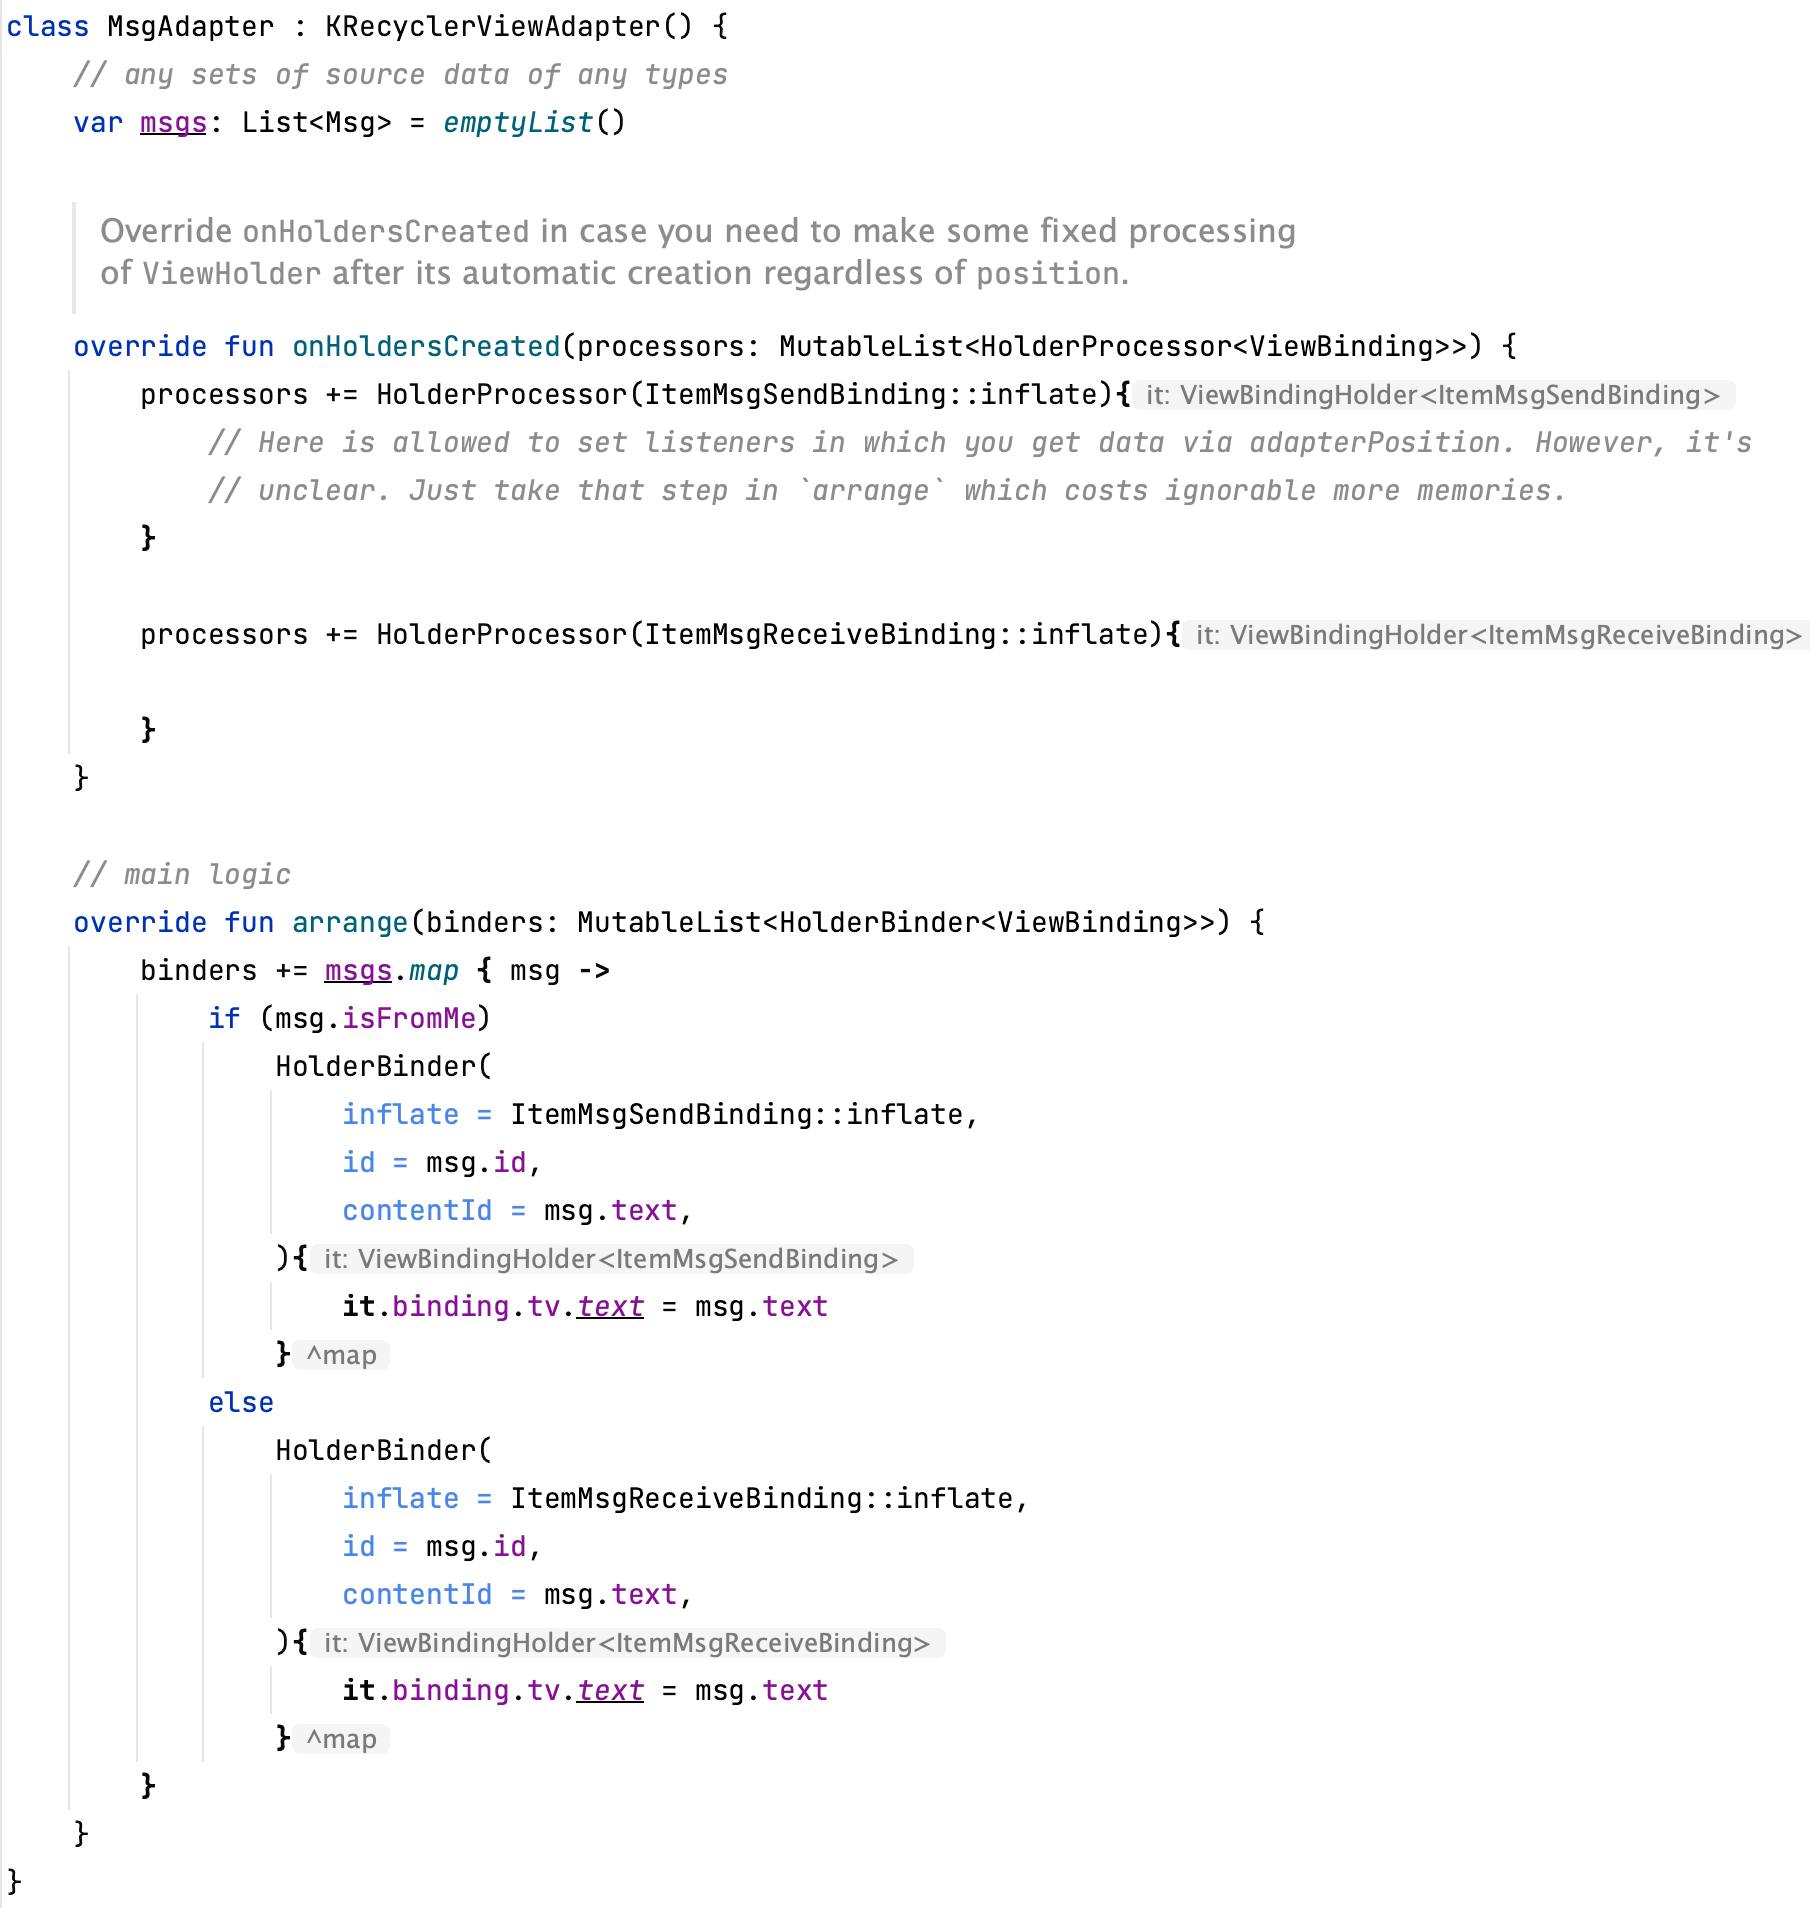 class MsgAdapter : KRecyclerViewAdapter() {
    // any sets of source data of any types
    var msgs: List<Msg> = emptyList()
    Override onHoldersCreated in case you need to make some fixed processing
    of ViewHolder after its automatic creation regardless of position.
    override fun onHoldersCreated(processors: MutableList<HolderProcessor<ViewBinding>>) {
        processors += HolderProcessor(ItemMsgSendBinding::inflate){ it: ViewBindingHolder<ItemMsgSendBinding>
            // Here is allowed to set listeners in which you get data via adapterPosition. However, it's
            // unclear. Just take that step in `arrange` which costs ignorable more memories.
        }
        processors += HolderProcessor(ItemMsgReceiveBinding::inflate){ it: ViewBindingHolder<ItemMsgReceiveBinding>
        }
    }
    // main logic
    override fun arrange(binders: MutableList<HolderBinder<ViewBinding>>) {
        binders += msgs.map { msg ->
            if (msg.isFromMe)
                HolderBinder(
                    inflate = ItemMsgSendBinding::inflate,
                    id = msg.id,
                    contentId = msg.text,
                ){ it: ViewBindingHolder<ItemMsgSendBinding>
                    it.binding.tv.text = msg.text
                } ^map
            else
                HolderBinder(
                    inflate = ItemMsgReceiveBinding::inflate,
                    id = msg.id,
                    contentId = msg.text,
                ){ it: ViewBindingHolder<ItemMsgReceiveBinding>
                    it.binding.tv.text = msg.text
                } ^map
        }
    }
}